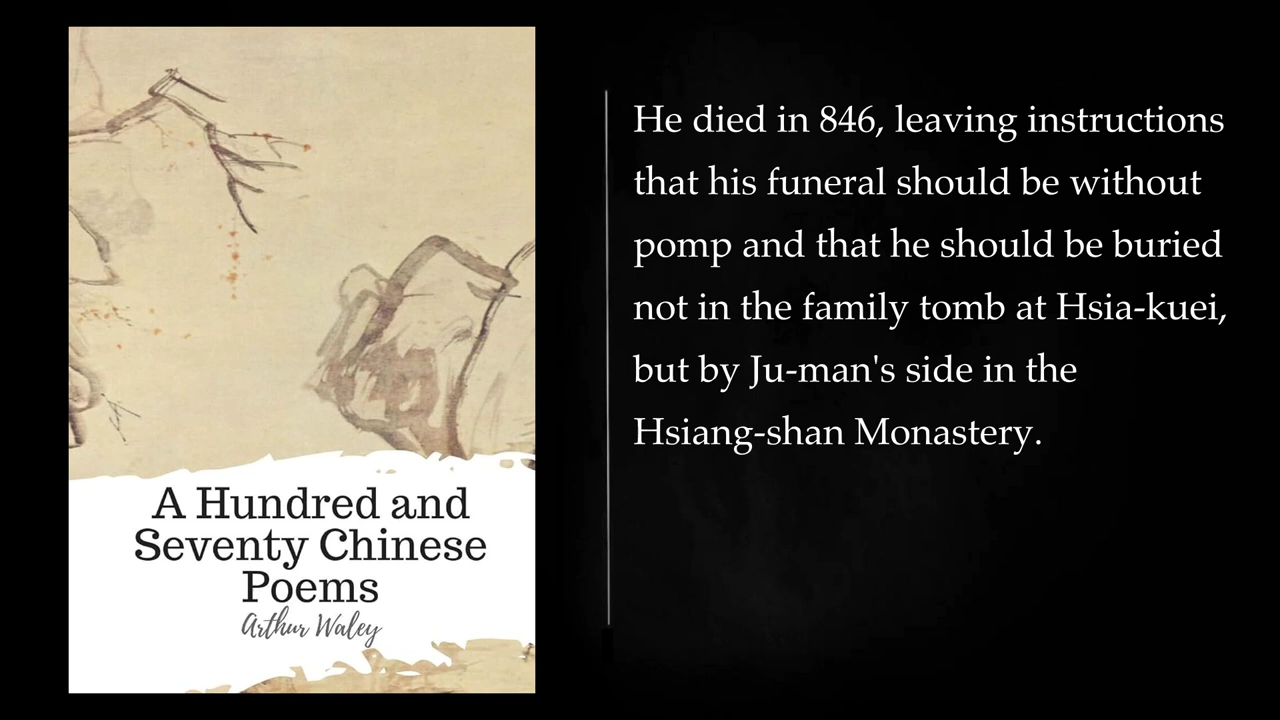 A Hundred and
Seventy Chinese
Poems
Arthur Waley
He died in 846, leaving instructions
that his funeral should be without
pomp and that he should be buried
not in the family tomb at Hsia-kuei,
but by Ju-man's side in the
Hsiang-shan Monastery.